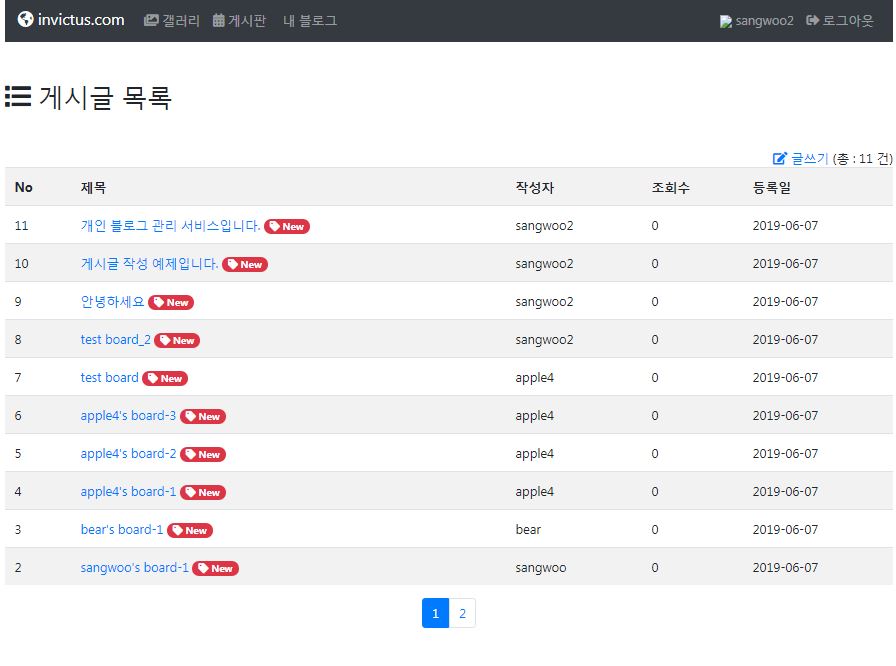 invictus.com 갤러리 게시판 내 블로그 sangwoo2 로그아웃
게시글 목록
글쓰기 (총 : 11 건)
No 제목 작성자 조회수 등록일
11 개인 블로그 관리 서비스입니다. New sangwoo2 0 2019-06-07
10 게시글 작성 예제입니다. New sangwoo2 0 2019-06-07
9 안녕하세요 New sangwoo2 0 2019-06-07
8 test board_2 New sangwoo2 0 2019-06-07
7 test board New apple4 0 2019-06-07
6 apple4's board-3 New apple4 0 2019-06-07
5 apple4's board-2 New apple4 0 2019-06-07
4 apple4's board-1 New apple4 0 2019-06-07
3 bear's board-1 New bear 0 2019-06-07
2 sangwoo's board-1 New sangwoo 0 2019-06-07
1 2